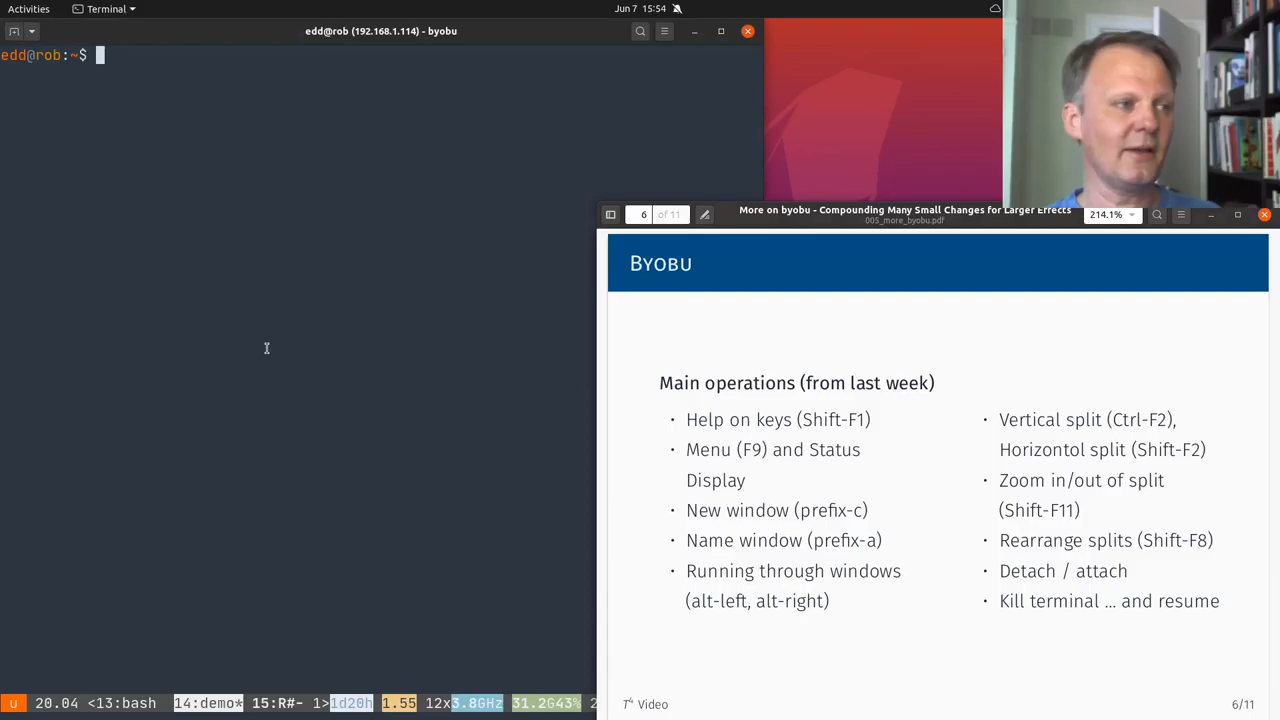 Activities
Terminal
Jun 7 15:54
edd@rob (192.168.1.114) - byobu
edd@rob:~$
6 of 11
More on byobu - Compounding Many Small Changes for Larger Effects
005_more_byobu.pdf
214.1%
BYOBU
Main operations (from last week)
· Help on keys (Shift-F1)
· Menu (F9) and Status
Display
· New window (prefix-c)
· Name window (prefix-a)
· Running through windows
(alt-left, alt-right)
· Vertical split (Ctrl-F2),
Horizontol split (Shift-F2)
· Zoom in/out of split
(Shift-F11)
· Rearrange splits (Shift-F8)
· Detach / attach
· Kill terminal ... and resume
u 20.04 <13:bash 14:demo* 15:R#- 1>1d20h 1.55 12x3.8GHz 31.2G43% 2
T⁴ Video
6/11